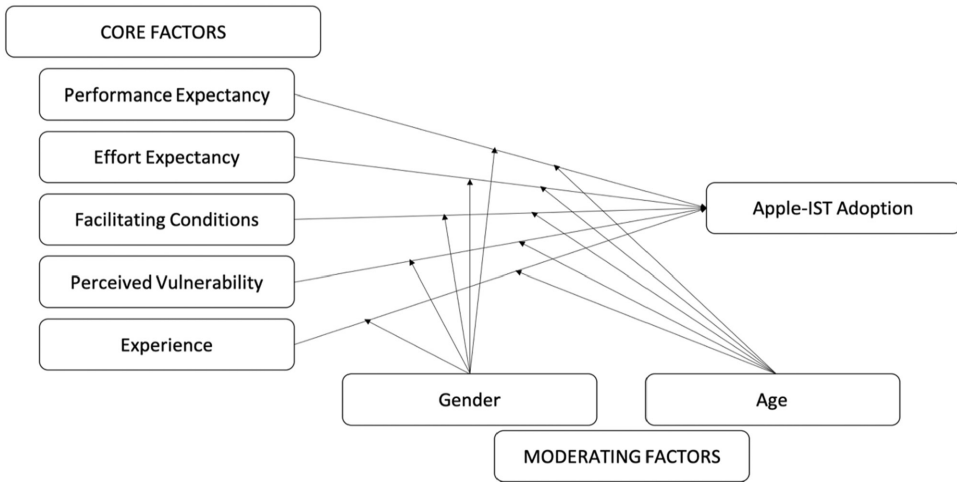 CORE FACTORS
Performance Expectancy
Effort Expectancy
Facilitating Conditions
Perceived Vulnerability
Experience
Apple-IST Adoption
Gender
Age
MODERATING FACTORS